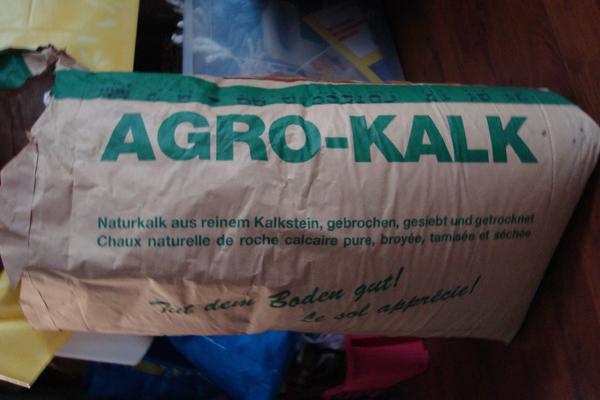 AGRO-KALK
Naturkalk aus reinem Kalkstein, gebrochen, gesiebt und getrocknet
Chaux naturelle de roche calcaire pure, broyée, tamisée et séchée
Tut dem Boden gut!
Le sol apprécie!